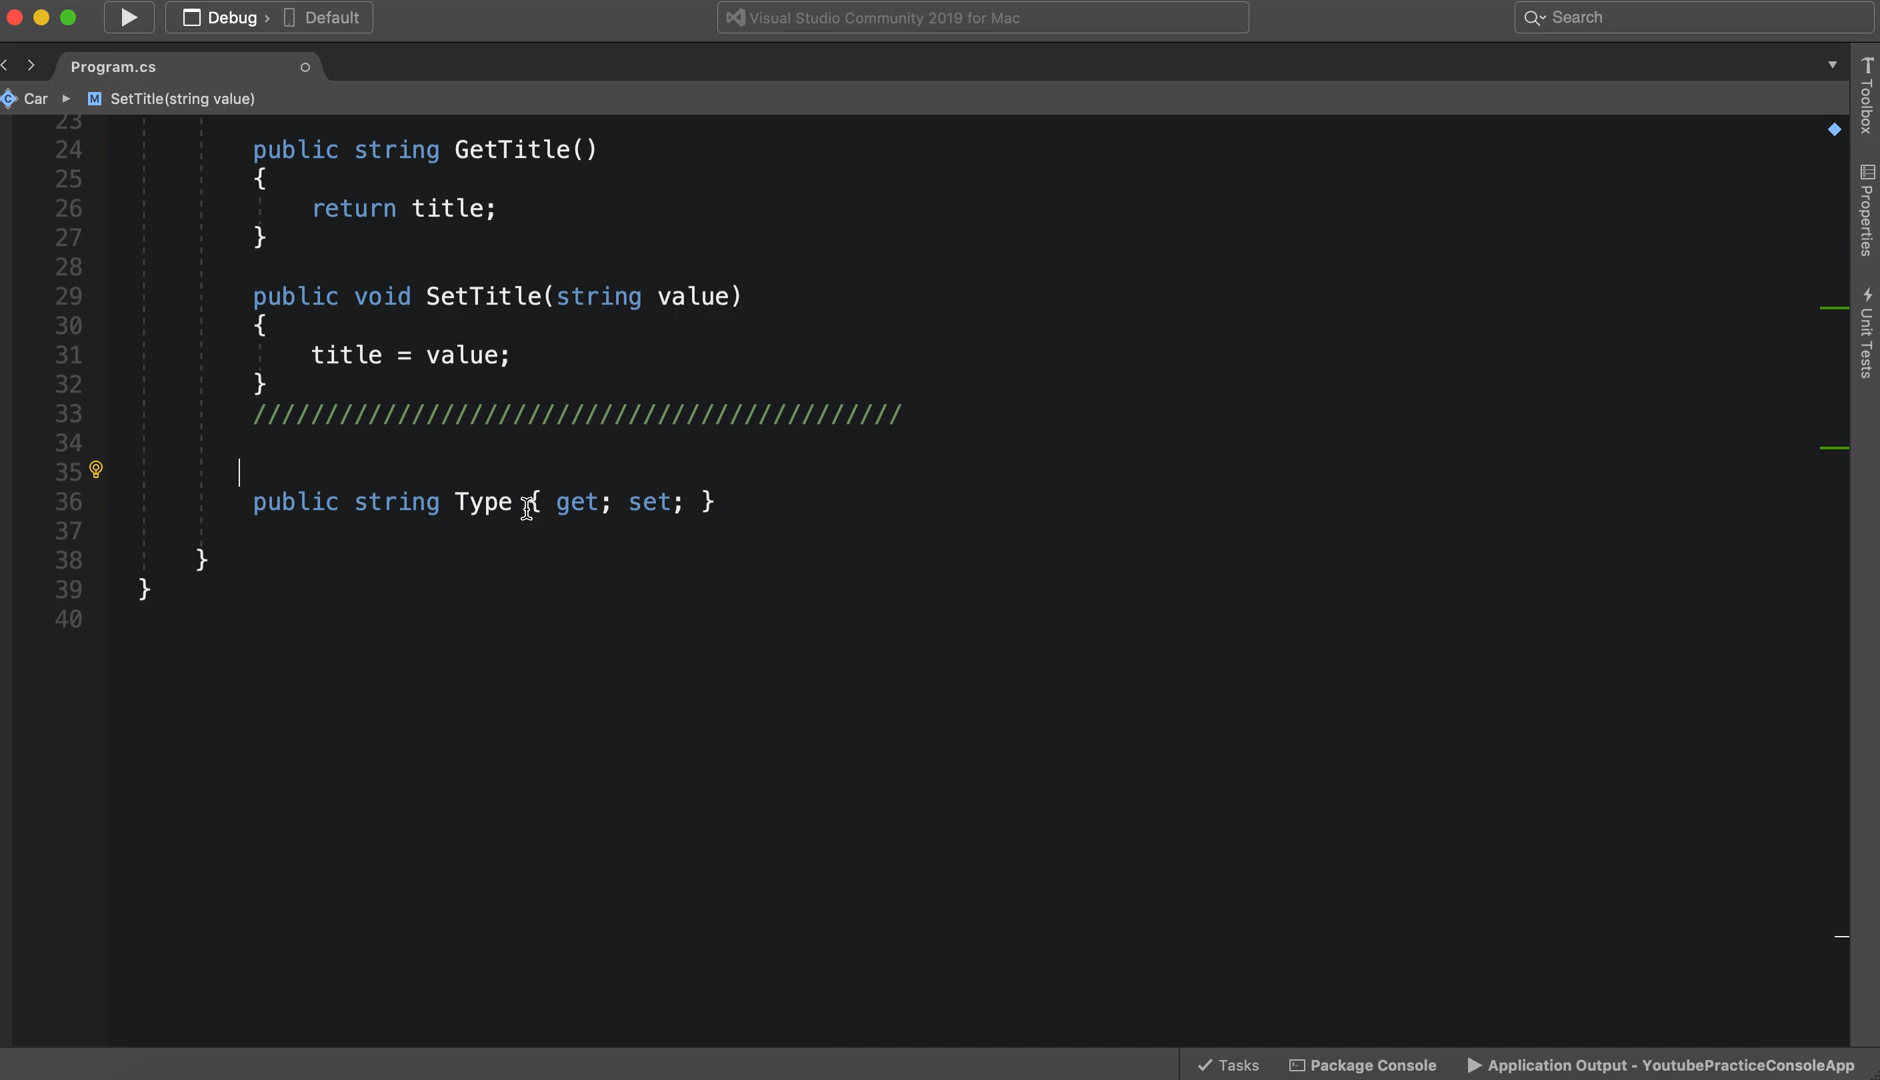 Debug › Default
Visual Studio Community 2019 for Mac
Search
Program.cs
Car ▸ M SetTitle(string value)
23
24 public string GetTitle()
25 {
26 return title;
27 }
28
29 public void SetTitle(string value)
30 {
31 title = value;
32 }
33 /////////////////////////////////////////////
34
35
36 public string Type { get; set; }
37
38 }
39 }
40
Toolbox
Properties
Unit Tests
Tasks
Package Console
Application Output - YoutubePracticeConsoleApp